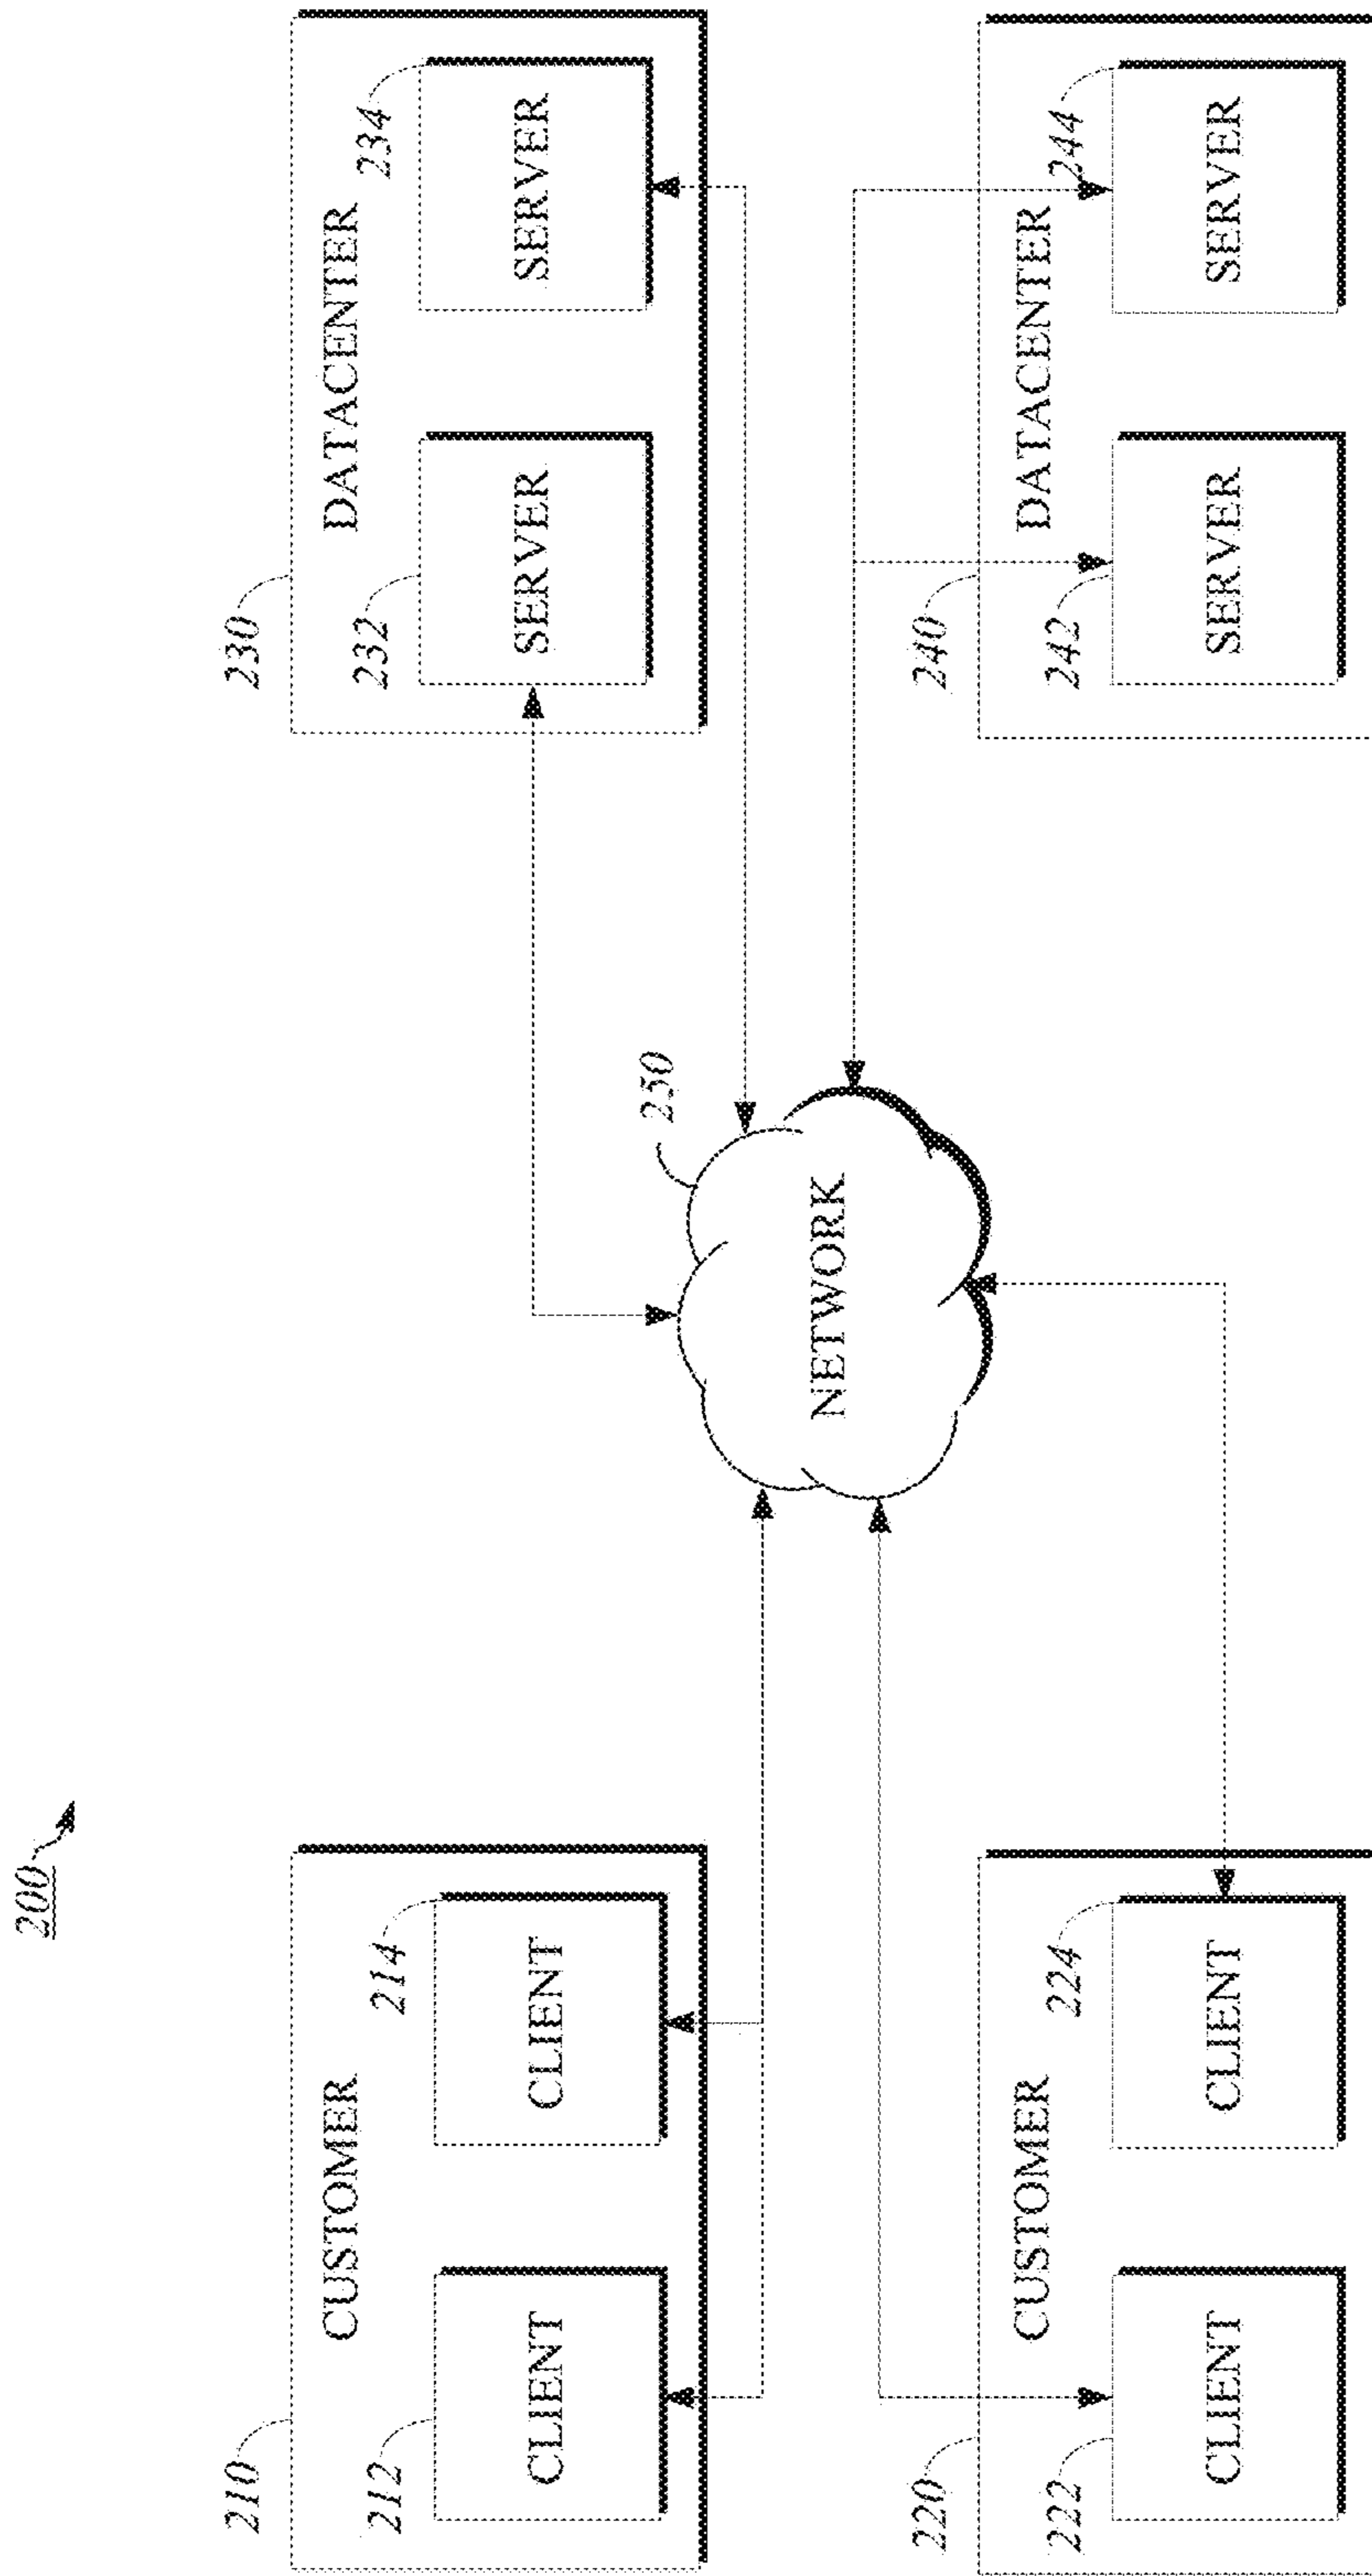 200
210
CUSTOMER
212
CLIENT
214
CLIENT
220
CUSTOMER
222
CLIENT
224
CLIENT
250
NETWORK
230
DATACENTER
232
SERVER
234
SERVER
240
DATACENTER
242
SERVER
244
SERVER